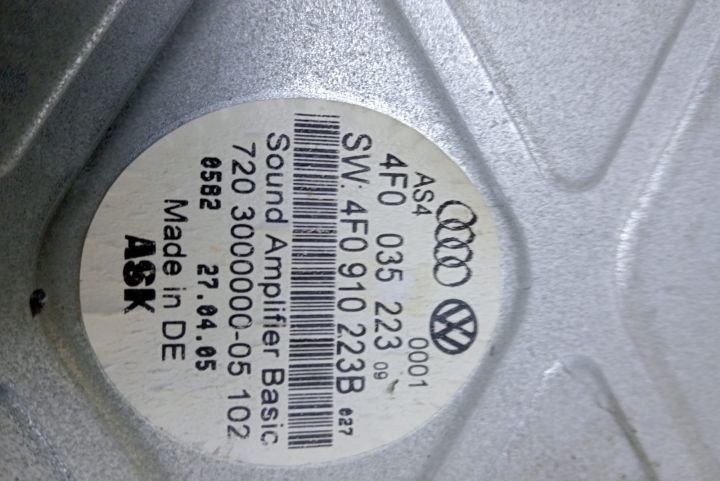 AS4 0001
4F0 035 223 09
SW: 4F0 910 223B 027
Sound Amplifier Basic
720 3000000-05 102
0582 27.04.05
Made in DE
ASK